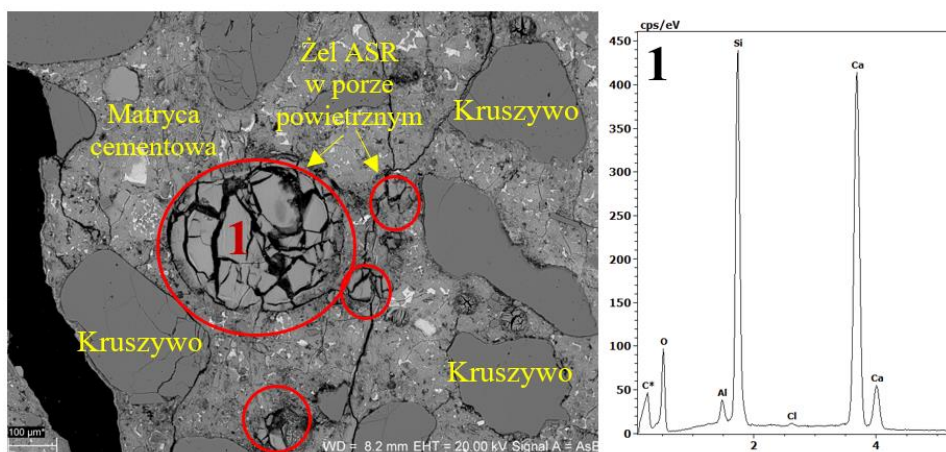 Żel ASR
w porze
powietrznym
Kruszywo
Matryca
cementowa
1
Kruszywo
Kruszywo
100 µm*
WD = 8.2 mm EHT = 20.00 kV Signal A = AsB
cps/eV
1
450
400
350
300
250
200
150
100
50
0
C*
O
Al
Si
Cl
Ca
Ca
2
4